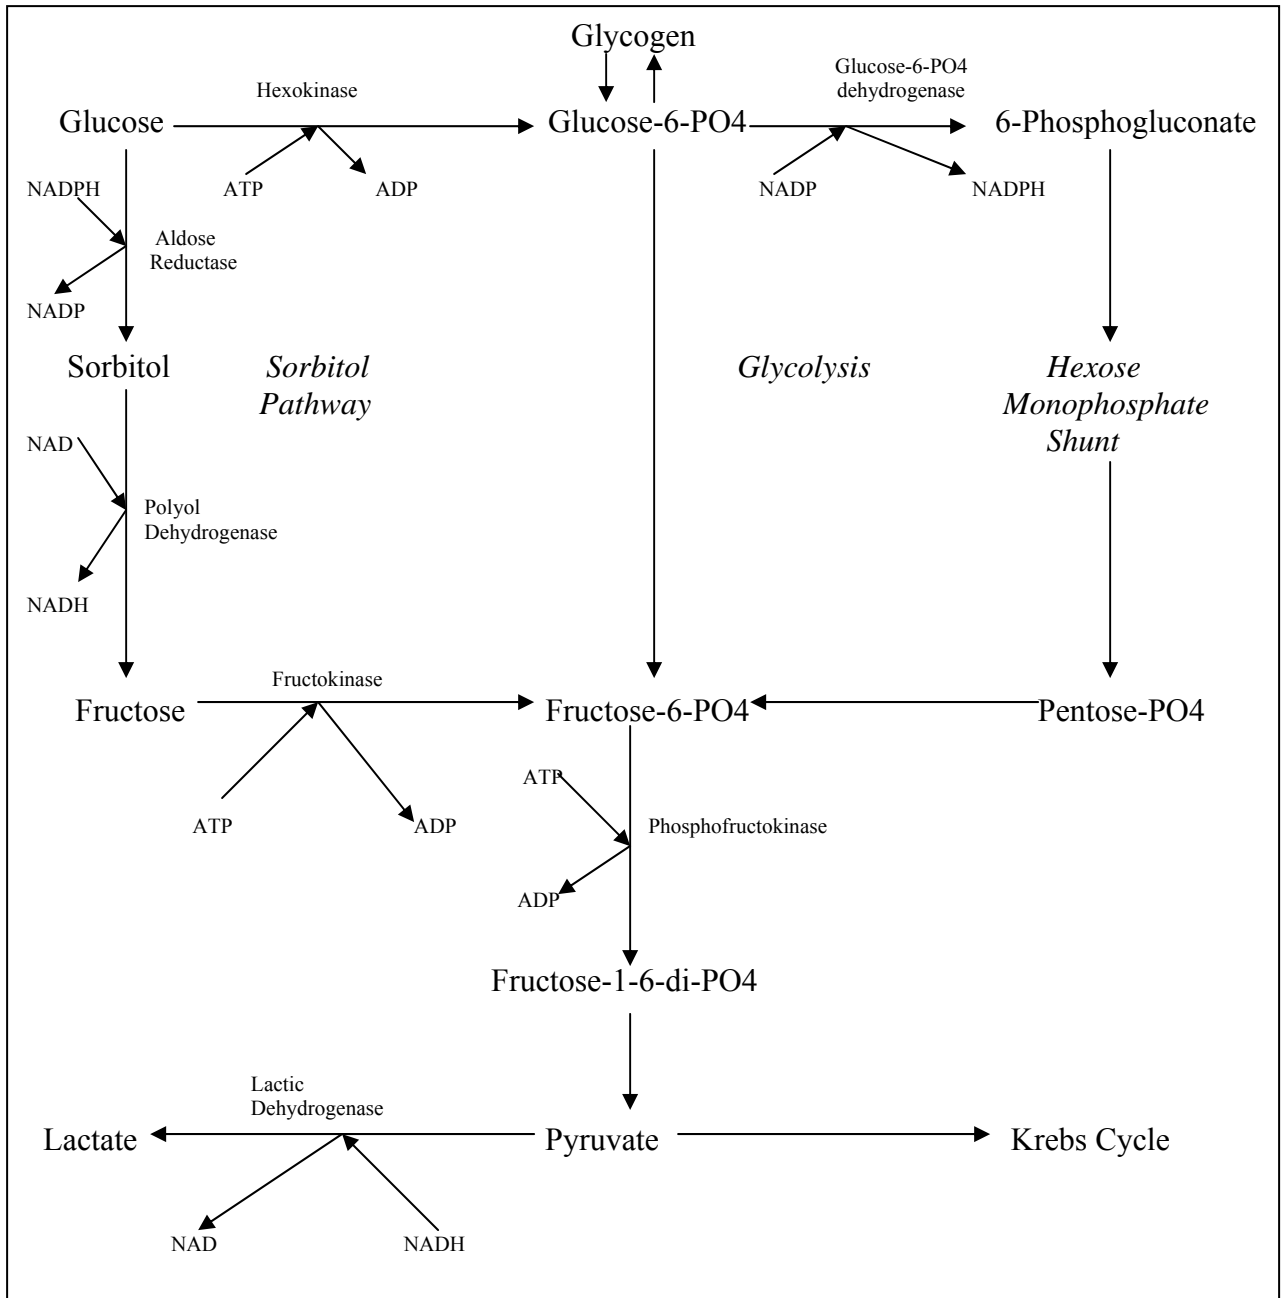 Glycogen
Hexokinase
Glucose-6-PO4
dehydrogenase
Glucose
Glucose-6-PO4
6-Phosphogluconate
NADPH
ATP
ADP
NADP
NADPH
Aldose
Reductase
NADP
Sorbitol
Sorbitol
Pathway
Glycolysis
Hexose
Monophosphate
Shunt
NAD
Polyol
Dehydrogenase
NADH
Fructokinase
Fructose
Fructose-6-PO4
Pentose-PO4
ATP
ADP
ATP
Phosphofructokinase
ADP
Fructose-1-6-di-PO4
Lactic
Dehydrogenase
Lactate
Pyruvate
Krebs Cycle
NAD
NADH